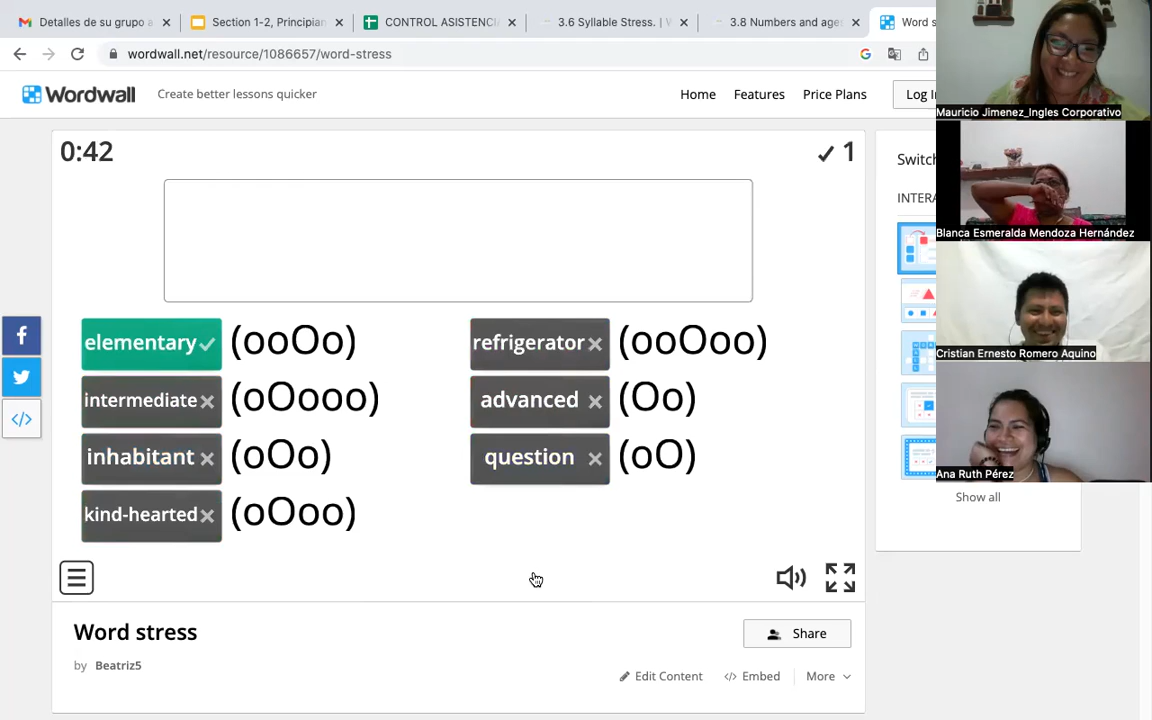 Detalles de su grupo a
Section 1-2, Principian
CONTROL ASISTENCI
3.6 Syllable Stress. | W
3.8 Numbers and ages
Word s
wordwall.net/resource/1086657/word-stress
Wordwall
Create better lessons quicker
Home
Features
Price Plans
Log In
0:42
✓ 1
elementary ✓ (ooOo)
refrigerator × (ooOoo)
intermediate × (oOooo)
advanced × (Oo)
inhabitant × (oOo)
question × (oO)
kind-hearted × (oOoo)
Word stress
by Beatriz5
Share
Edit Content
Embed
More
Switch
INTERA
Show all
Mauricio Jimenez_Ingles Corporativo
Blanca Esmeralda Mendoza Hernández
Cristian Ernesto Romero Aquino
Ana Ruth Pérez